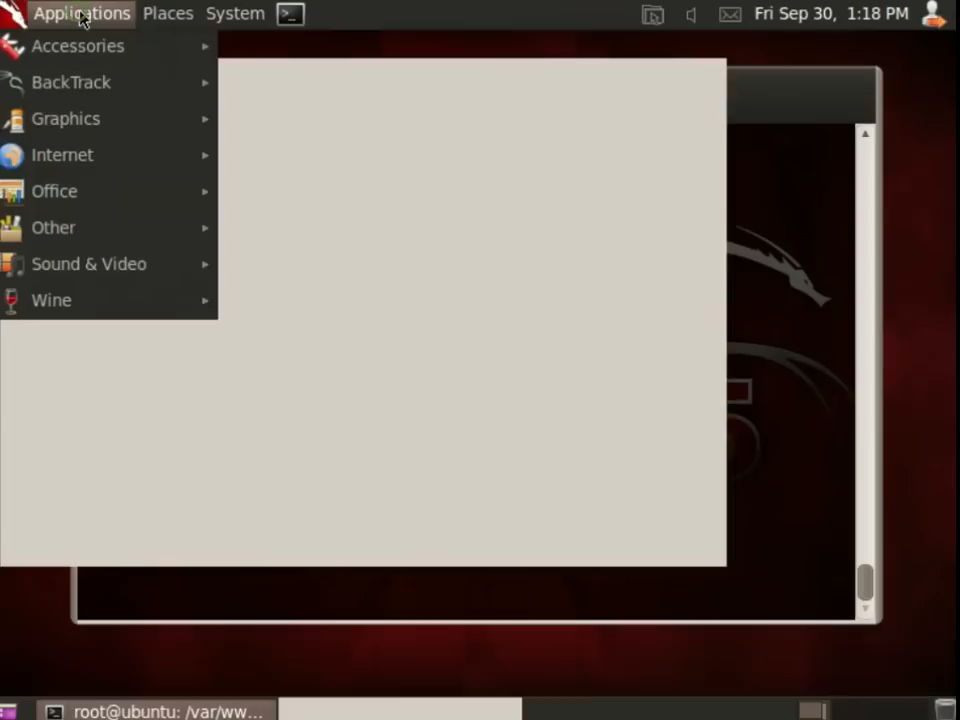 Applications Places System Fri Sep 30, 1:18 PM
Accessories
BackTrack
Graphics
Internet
Office
Other
Sound & Video
Wine
root@ubuntu: /var/ww...